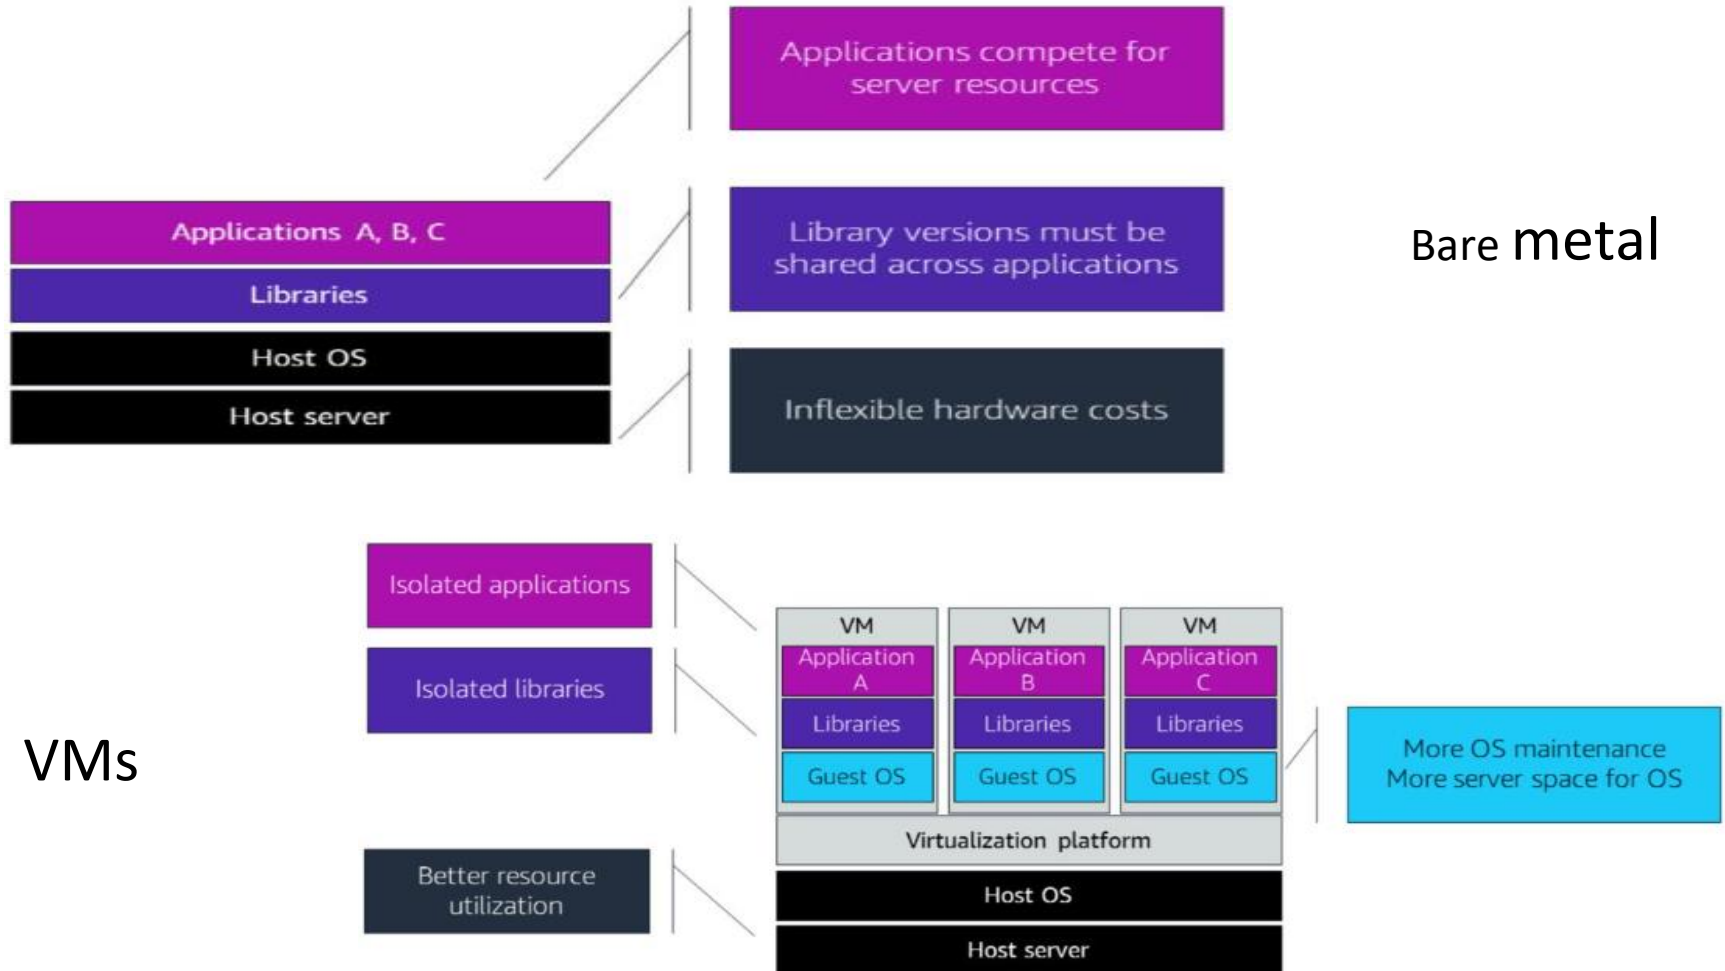 Applications compete for
server resources
Applications A, B, C
Libraries
Host OS
Host server
Library versions must be
shared across applications
Inflexible hardware costs
Bare metal
Isolated applications
Isolated libraries
VMs
Better resource
utilization
VM
Application
A
Libraries
Guest OS
VM
Application
B
Libraries
Guest OS
VM
Application
C
Libraries
Guest OS
Virtualization platform
Host OS
Host server
More OS maintenance
More server space for OS